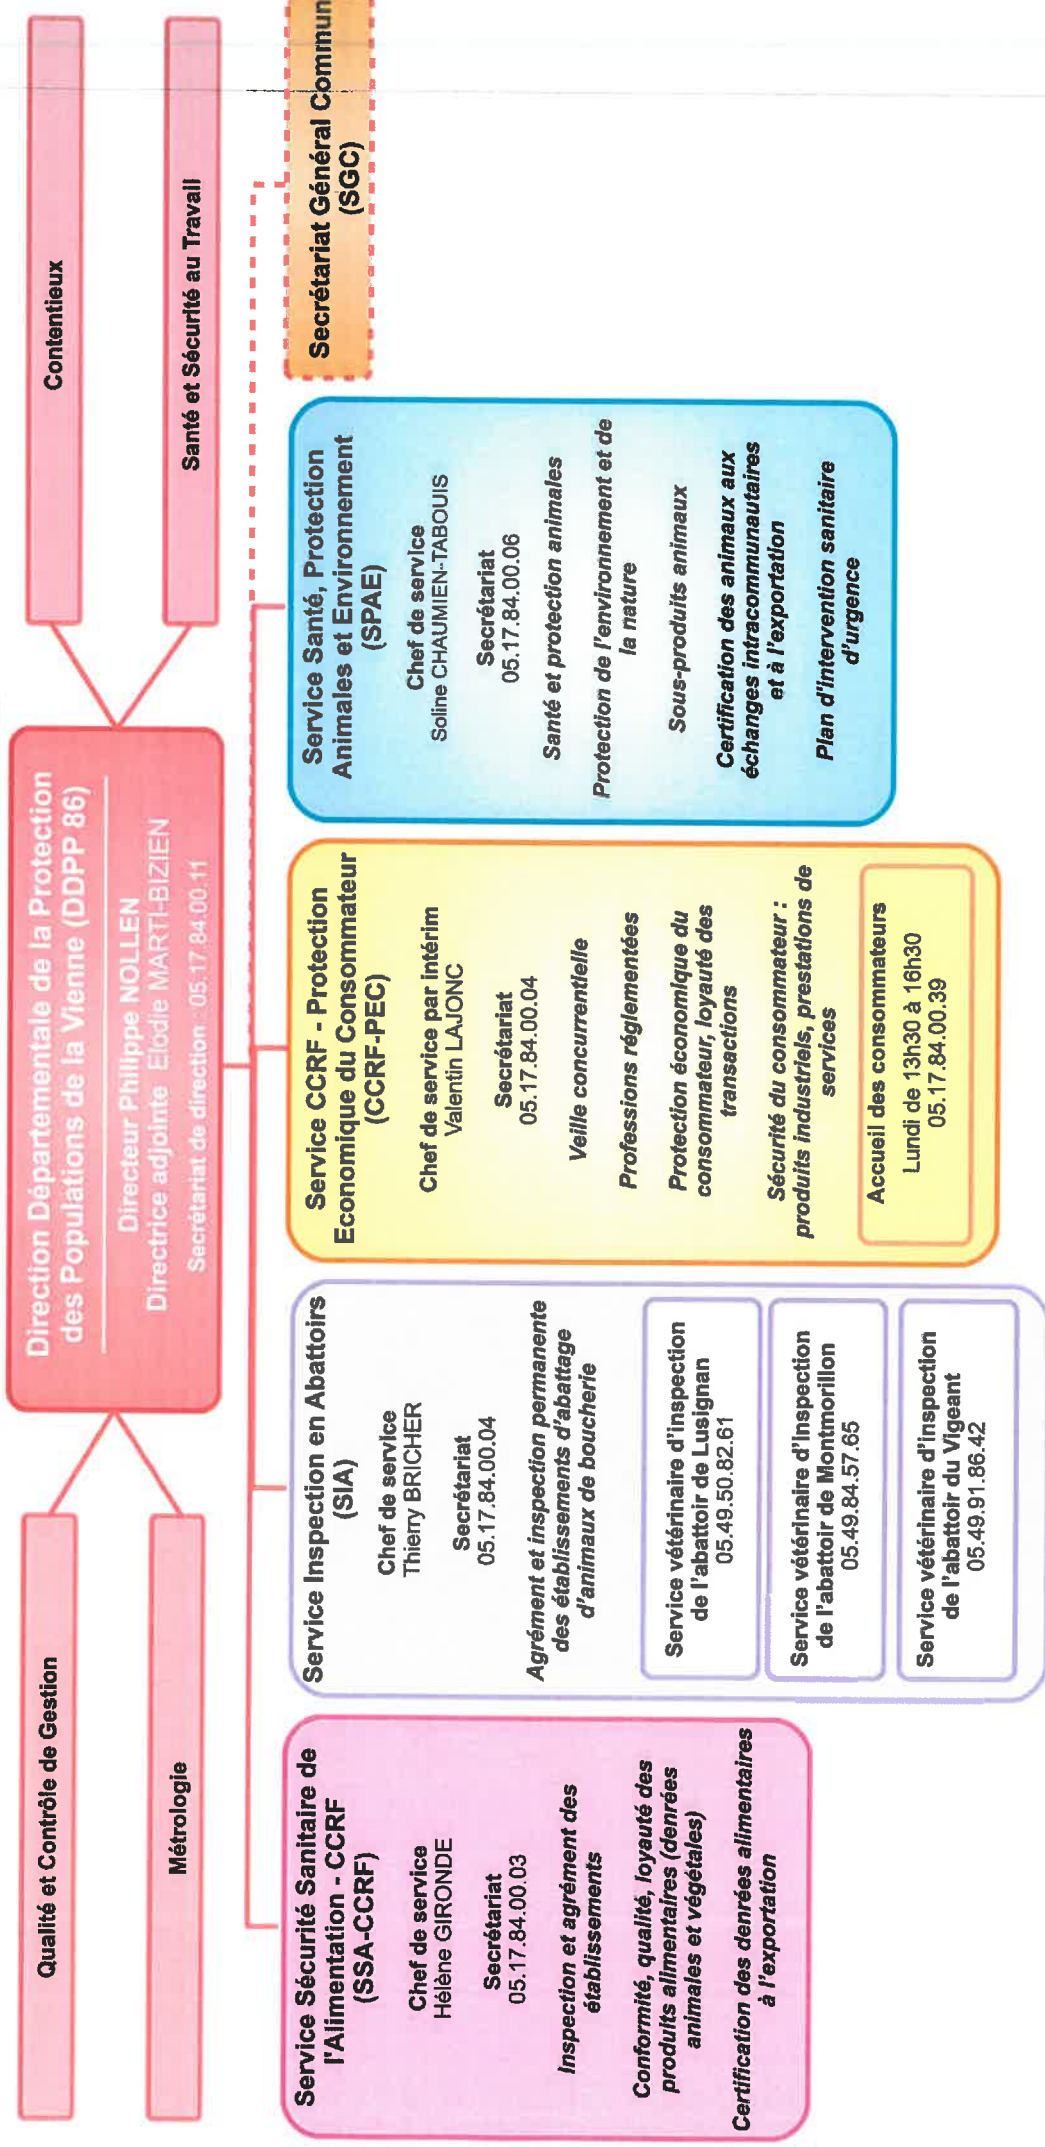 Direction Départementale de la Protection
des Populations de la Vienne (DDPP 86)
Directeur Philippe NOLLEN
Directrice adjointe Elodie MARTI-BIZIEN
Secrétariat de direction : 05.17.84.00.11
Qualité et Contrôle de Gestion
Métrologie
Contentieux
Santé et Sécurité au Travail
Service Sécurité Sanitaire de
l'Alimentation - CCRF
(SSA-CCRF)
Chef de service
Hélène GIRONDE
Secrétariat
05.17.84.00.03
Inspection et agrément des
établissements
Conformité, qualité, loyauté des
produits alimentaires (denrées
animales et végétales)
Certification des denrées alimentaires
à l'exportation
Service Inspection en Abattoirs
(SIA)
Chef de service
Thierry BRICHER
Secrétariat
05.17.84.00.04
Agrément et inspection permanente
des établissements d'abattage
d'animaux de boucherie
Service vétérinaire d'inspection
de l'abattoir de Lusignan
05.49.50.82.61
Service vétérinaire d'inspection
de l'abattoir de Montmorillon
05.49.84.57.65
Service vétérinaire d'inspection
de l'abattoir du Vigeant
05.49.91.86.42
Service CCRF - Protection
Economique du Consommateur
(CCRF-PEC)
Chef de service par intérim
Valentin LAJONC
Secrétariat
05.17.84.00.04
Veille concurrentielle
Professions réglementées
Protection économique du
consommateur, loyauté des
transactions
Sécurité du consommateur :
produits industriels, prestations de
services
Accueil des consommateurs
Lundi de 13h30 à 16h30
05.17.84.00.39
Service Santé, Protection
Animales et Environnement
(SPAE)
Chef de service
Soline CHAUMIEN-TABOUIS
Secrétariat
05.17.84.00.06
Santé et protection animales
Protection de l'environnement et de
la nature
Sous-produits animaux
Certification des animaux aux
échanges intracommunautaires
et à l'exportation
Plan d'intervention sanitaire
d'urgence
Secrétariat Général Commun
(SGC)